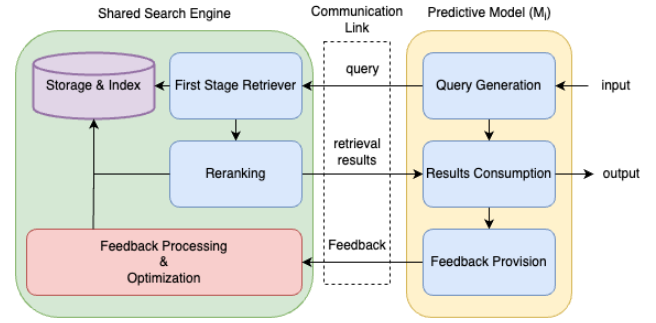 Shared Search Engine
Communication
Link
Predictive Model (Mᵢ)
Storage & Index
First Stage Retriever
query
Query Generation
input
Reranking
retrieval
results
Results Consumption
output
Feedback Processing
&
Optimization
Feedback
Feedback Provision